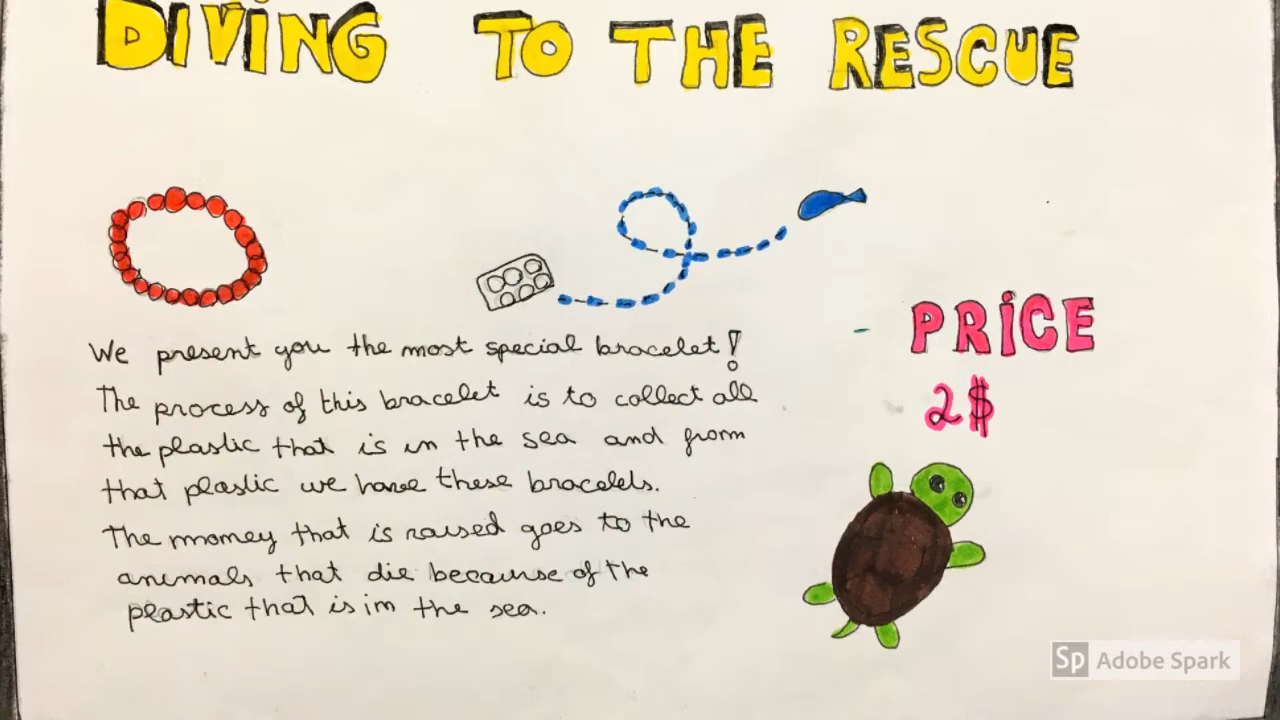 DIVING TO THE RESCUE
We present you the most special bracelet!
The process of this bracelet is to collect all
the plastic that is in the sea and from
that plastic we have these bracelets.
The money that is raised goes to the
animals that die because of the
plastic that is in the sea.
- PRICE
2$
Sp Adobe Spark